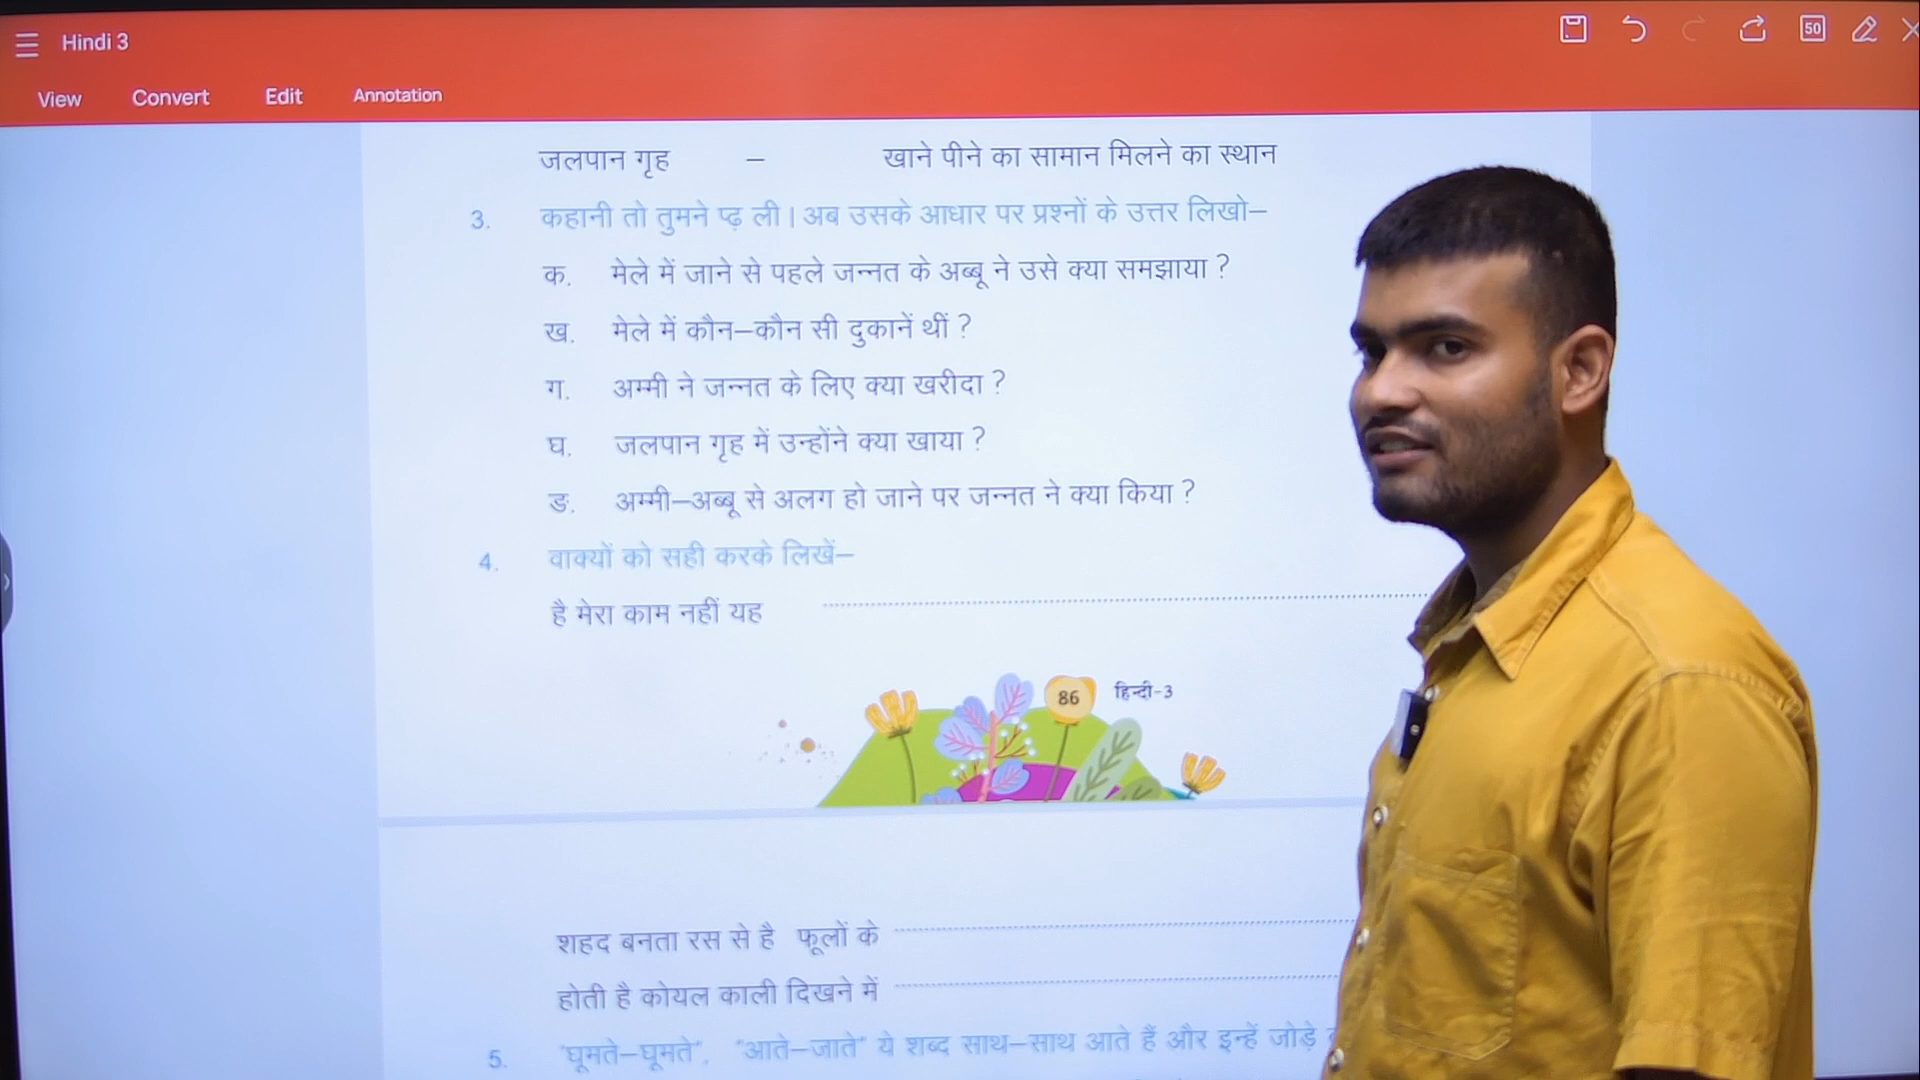 Hindi 3
50
View Convert Edit Annotation
जलपान गृह – खाने पीने का सामान मिलने का स्थान
3. कहानी तो तुमने प्ढ़ ली। अब उसके आधार पर प्रश्नों के उत्तर लिखो–
क. मेले में जाने से पहले जन्नत के अब्बू ने उसे क्या समझाया ?
ख. मेले में कौन–कौन सी दुकानें थीं ?
ग. अम्मी ने जन्नत के लिए क्या खरीदा ?
घ. जलपान गृह में उन्होंने क्या खाया ?
ङ. अम्मी–अब्बू से अलग हो जाने पर जन्नत ने क्या किया ?
4. वाक्यों को सही करके लिखें–
है मेरा काम नहीं यह
86 हिन्दी-3
शहद बनता रस से है फूलों के
होती है कोयल काली दिखने में
5. "घूमते–घूमते", "आते–जाते" ये शब्द साथ–साथ आते हैं और इन्हें जोड़े